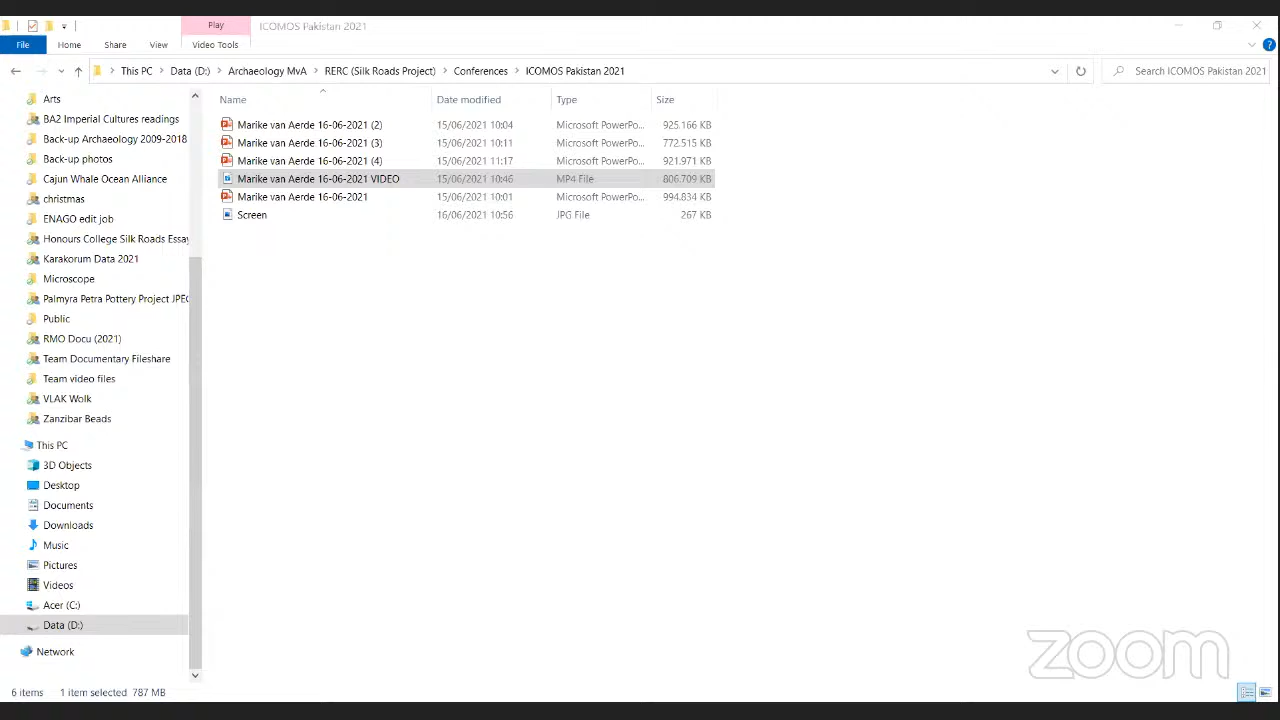 Play
ICOMOS Pakistan 2021
File
Home
Share
View
Video Tools
This PC
Data (D:)
Archaeology MvA
RERC (Silk Roads Project)
Conferences
ICOMOS Pakistan 2021
Search ICOMOS Pakistan 2021
Name
Date modified
Type
Size
Marike van Aerde 16-06-2021 (2) 15/06/2021 10:04 Microsoft PowerPo... 925.166 KB
Marike van Aerde 16-06-2021 (3) 15/06/2021 10:11 Microsoft PowerPo... 772.515 KB
Marike van Aerde 16-06-2021 (4) 15/06/2021 11:17 Microsoft PowerPo... 921.971 KB
Marike van Aerde 16-06-2021 VIDEO 15/06/2021 10:46 MP4 File 806.709 KB
Marike van Aerde 16-06-2021 15/06/2021 10:01 Microsoft PowerPo... 994.834 KB
Screen 16/06/2021 10:56 JPG File 267 KB
Arts
BA2 Imperial Cultures readings
Back-up Archaeology 2009-2018
Back-up photos
Cajun Whale Ocean Alliance
christmas
ENAGO edit job
Honours College Silk Roads Essay
Karakorum Data 2021
Microscope
Palmyra Petra Pottery Project JPEG
Public
RMO Docu (2021)
Team Documentary Fileshare
Team video files
VLAK Wolk
Zanzibar Beads
This PC
3D Objects
Desktop
Documents
Downloads
Music
Pictures
Videos
Acer (C:)
Data (D:)
Network
6 items
1 item selected 787 MB
zoom